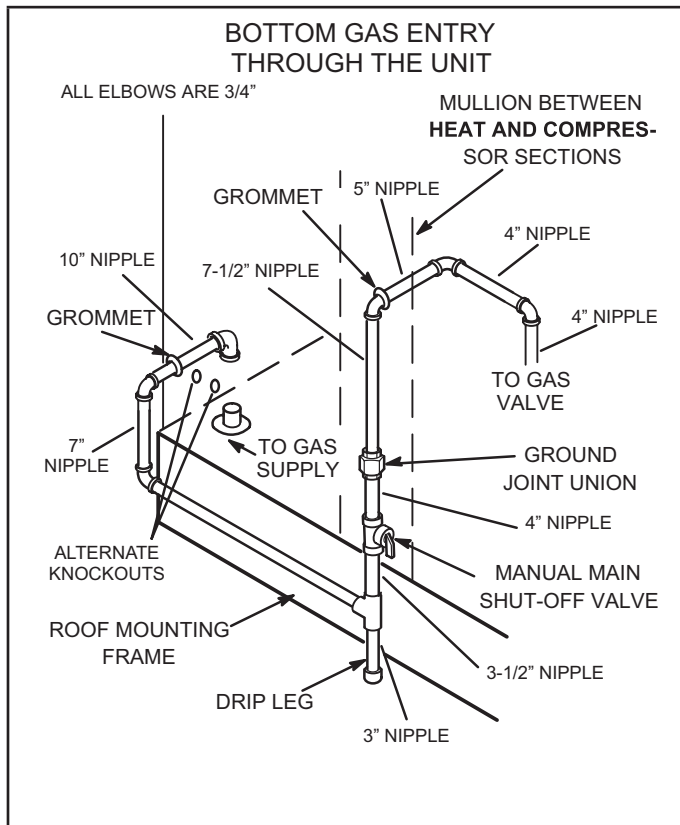 BOTTOM GAS ENTRY
THROUGH THE UNIT
ALL ELBOWS ARE 3/4”
MULLION BETWEEN
HEAT AND COMPRES-
SOR SECTIONS
GROMMET
5” NIPPLE
4” NIPPLE
10” NIPPLE
7-1/2” NIPPLE
GROMMET
4” NIPPLE
TO GAS
VALVE
7”
NIPPLE
TO GAS
SUPPLY
GROUND
JOINT UNION
4” NIPPLE
ALTERNATE
KNOCKOUTS
MANUAL MAIN
SHUT-OFF VALVE
ROOF MOUNTING
FRAME
3-1/2” NIPPLE
DRIP LEG
3” NIPPLE